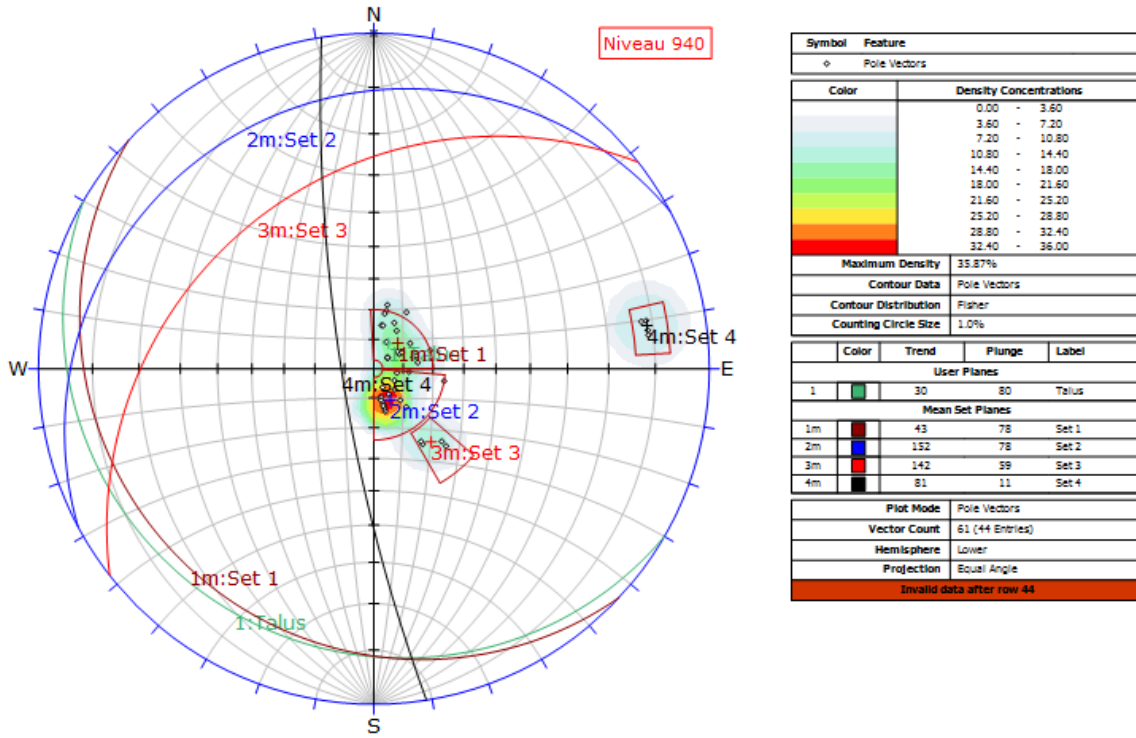 N
Niveau 940
2m:Set 2
3m:Set 3
4m:Set 4
1m:Set 1
W
E
4m:Set 4
2m:Set 2
3m:Set 3
1m:Set 1
1:Talus
S
Symbol Feature
Pole Vectors
Color Density Concentrations
0.00 - 3.60
3.60 - 7.20
7.20 - 10.80
10.80 - 14.40
14.40 - 18.00
18.00 - 21.60
21.60 - 25.20
25.20 - 28.80
28.80 - 32.40
32.40 - 36.00
Maximum Density 35.87%
Contour Data Pole Vectors
Contour Distribution Fisher
Counting Circle Size 1.0%
Color Trend Plunge Label
User Planes
1 30 80 Talus
Mean Set Planes
1m 43 78 Set 1
2m 152 78 Set 2
3m 142 59 Set 3
4m 81 11 Set 4
Plot Mode Pole Vectors
Vector Count 61 (44 Entries)
Hemisphere Lower
Projection Equal Angle
Invalid data after row 44